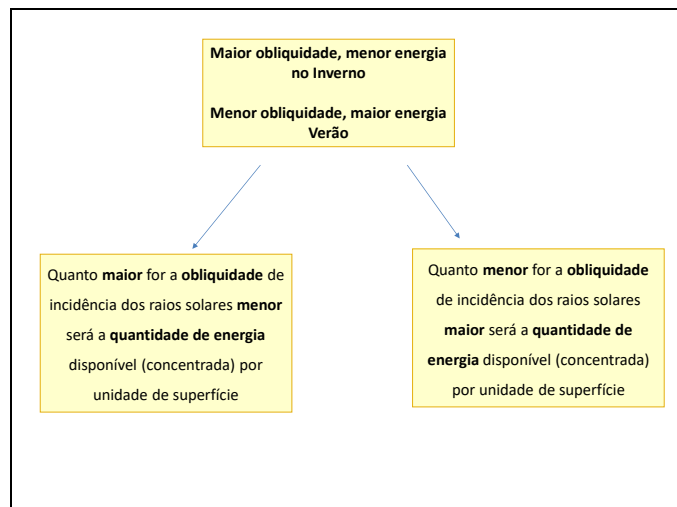 Maior obliquidade, menor energia
no Inverno
Menor obliquidade, maior energia
Verão
Quanto maior for a obliquidade de
incidência dos raios solares menor
será a quantidade de energia
disponível (concentrada) por
unidade de superfície
Quanto menor for a obliquidade
de incidência dos raios solares
maior será a quantidade de
energia disponível (concentrada)
por unidade de superfície